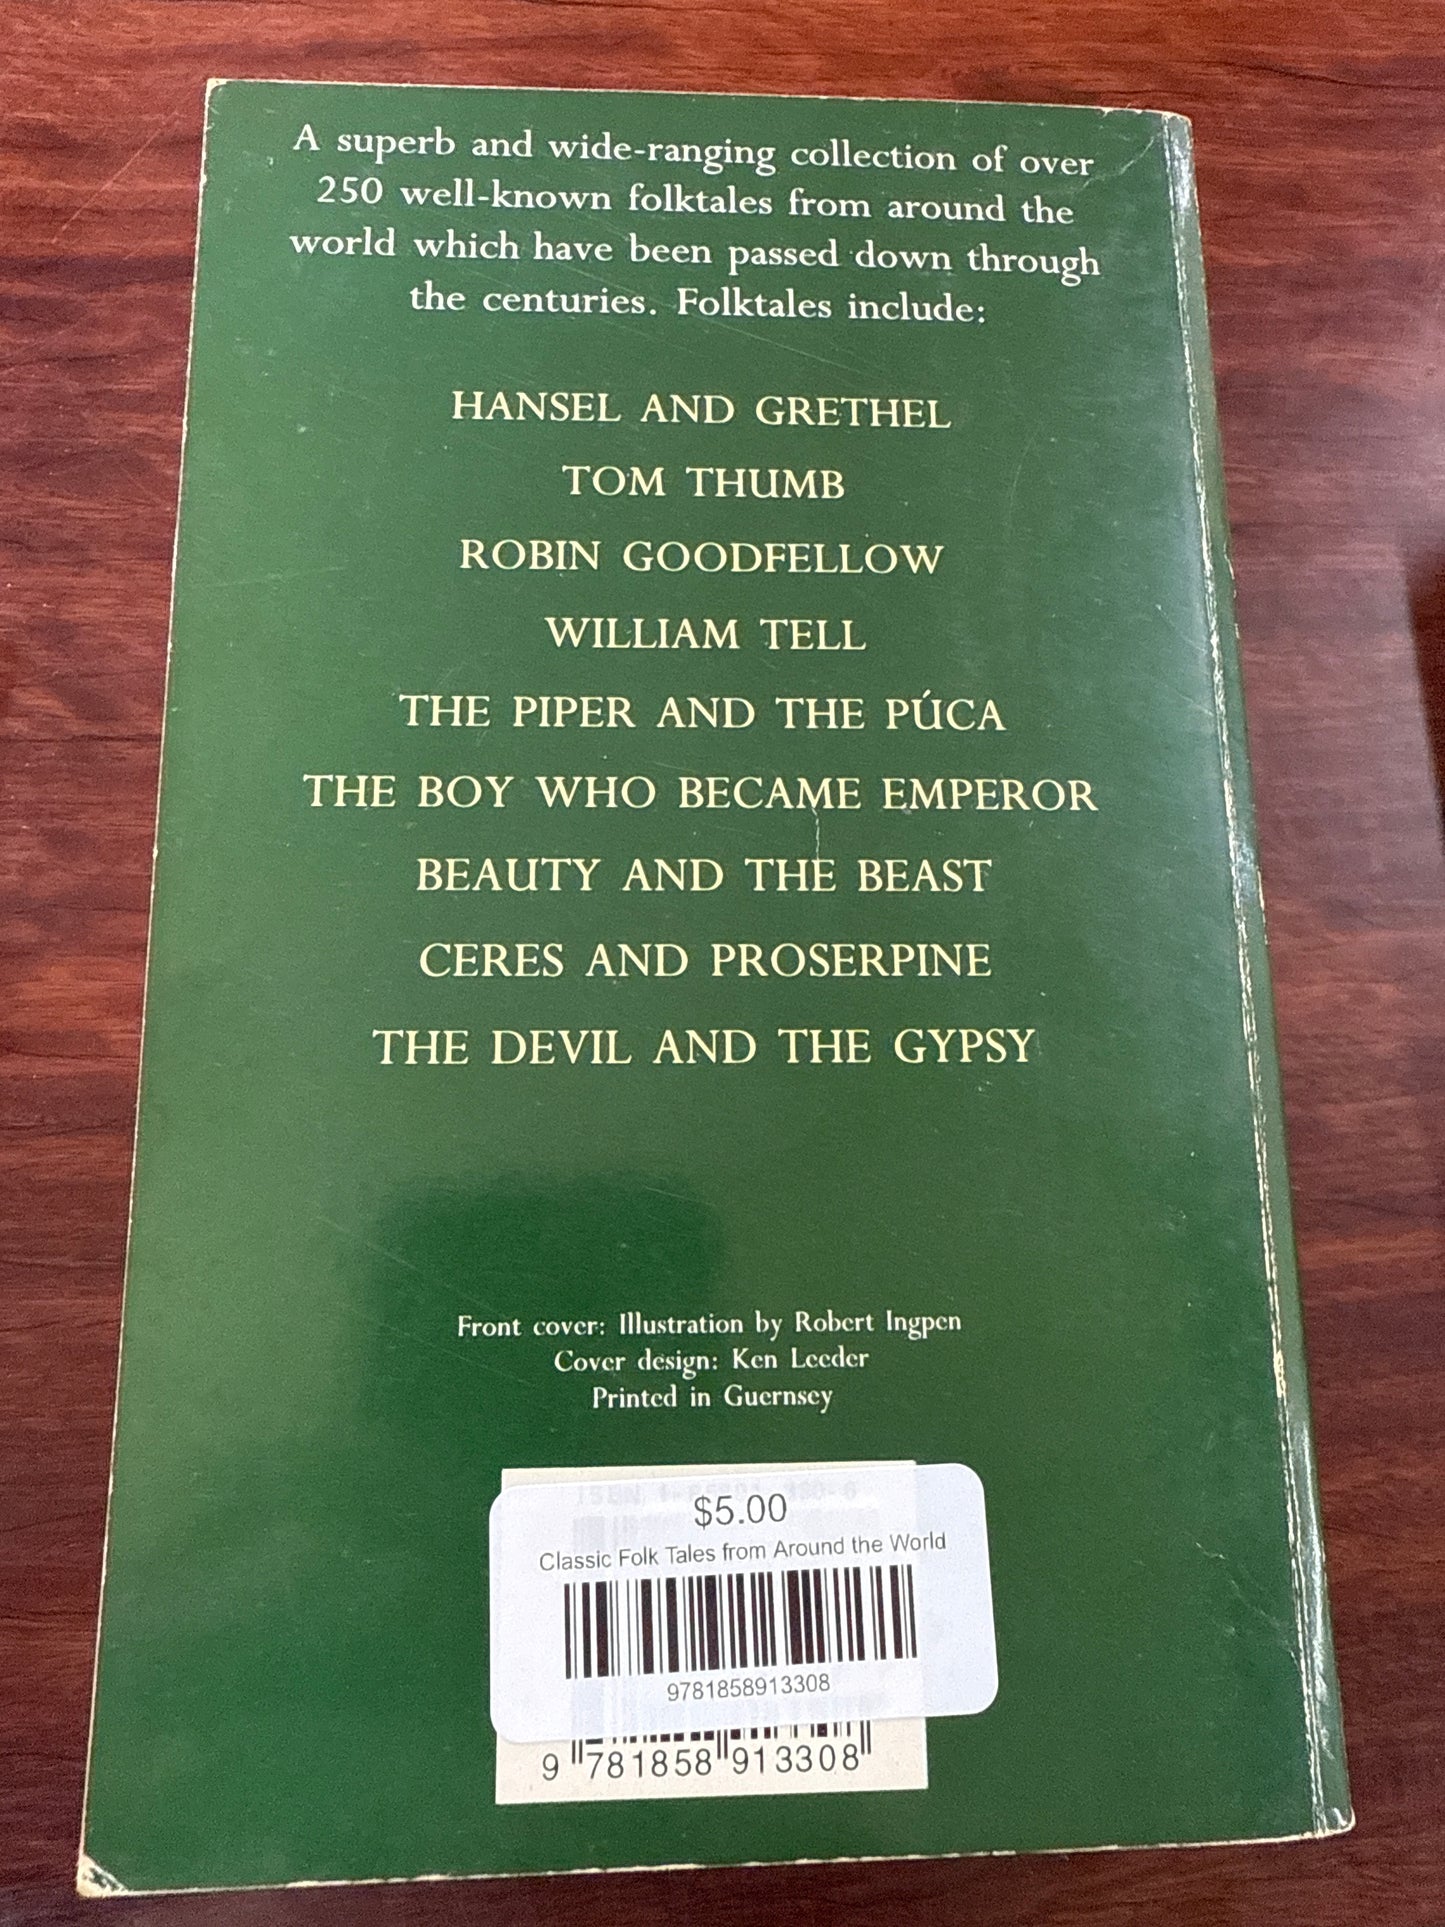 A superb and wide-ranging collection of over
250 well-known folktales from around the
world which have been passed down through
the centuries. Folktales include:
HANSEL AND GRETHEL
TOM THUMB
ROBIN GOODFELLOW
WILLIAM TELL
THE PIPER AND THE PÚCA
THE BOY WHO BECAME EMPEROR
BEAUTY AND THE BEAST
CERES AND PROSERPINE
THE DEVIL AND THE GYPSY
Front cover: Illustration by Robert Ingpen
Cover design: Ken Leeder
Printed in Guernsey
ISBN
$5.00
Classic Folk Tales from Around the World
9781858913308
9 781858 913308